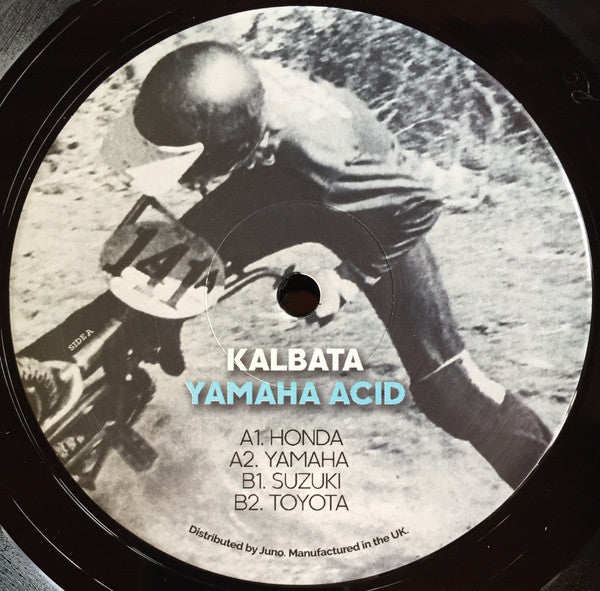 1414
SIDE A
KALBATA
YAMAHA ACID
A1. HONDA
A2. YAMAHA
B1. SUZUKI
B2. TOYOTA
Distributed by Juno. Manufactured in the UK.